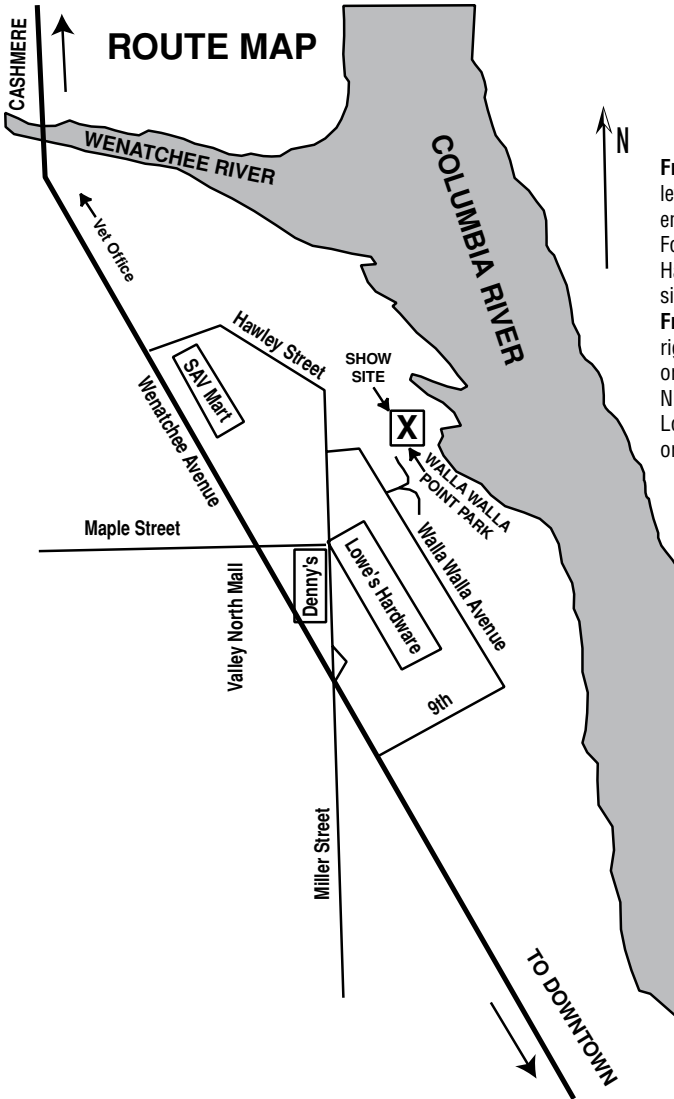 ROUTE MAP
CASHMERE
WENATCHEE RIVER
COLUMBIA RIVER
N
Vet Office
Hawley Street
SAV Mart
SHOW
SITE
X
WALLA WALLA
POINT PARK
Wenatchee Avenue
Maple Street
Denny's
Lowe's Hardware
Walla Walla Avenue
Valley North Mall
9th
Miller Street
TO DOWNTOWN